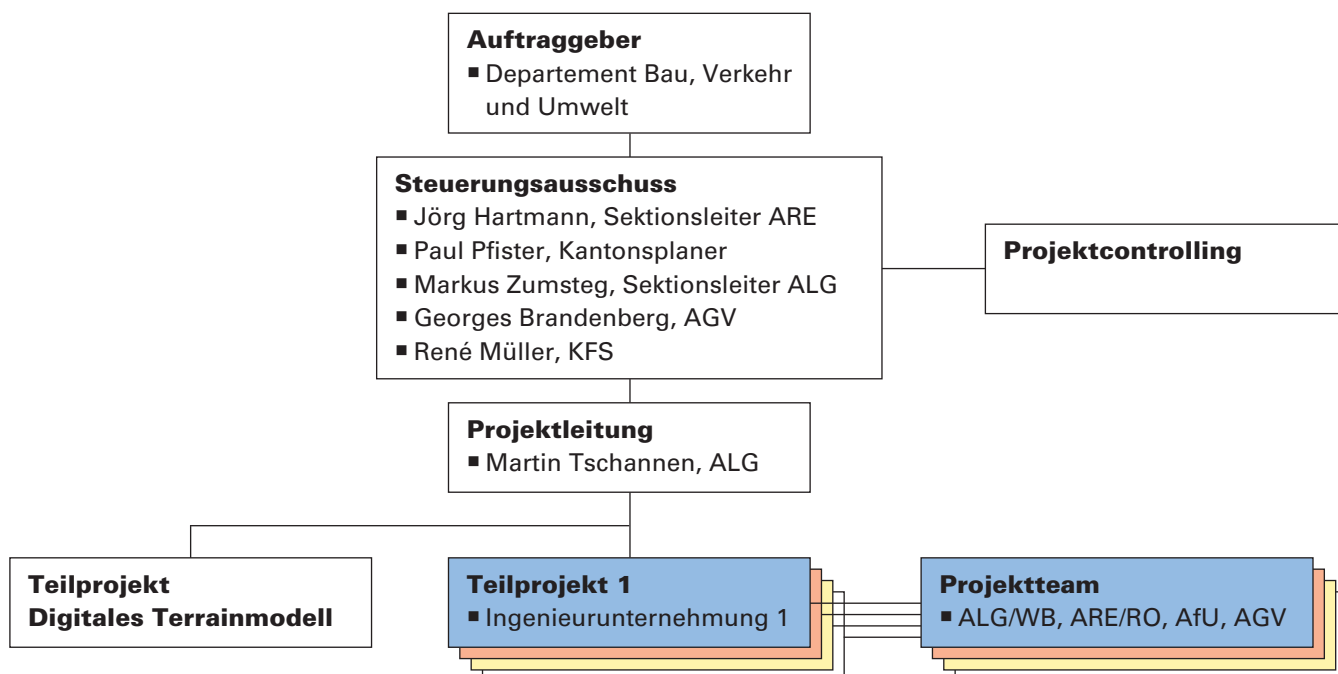 Auftraggeber
▪ Departement Bau, Verkehr
und Umwelt
Steuerungsausschuss
▪ Jörg Hartmann, Sektionsleiter ARE
▪ Paul Pfister, Kantonsplaner
▪ Markus Zumsteg, Sektionsleiter ALG
▪ Georges Brandenberg, AGV
▪ René Müller, KFS
Projektcontrolling
Projektleitung
▪ Martin Tschannen, ALG
Teilprojekt
Digitales Terrainmodell
Teilprojekt 1
▪ Ingenieurunternehmung 1
Projektteam
▪ ALG/WB, ARE/RO, AfU, AGV